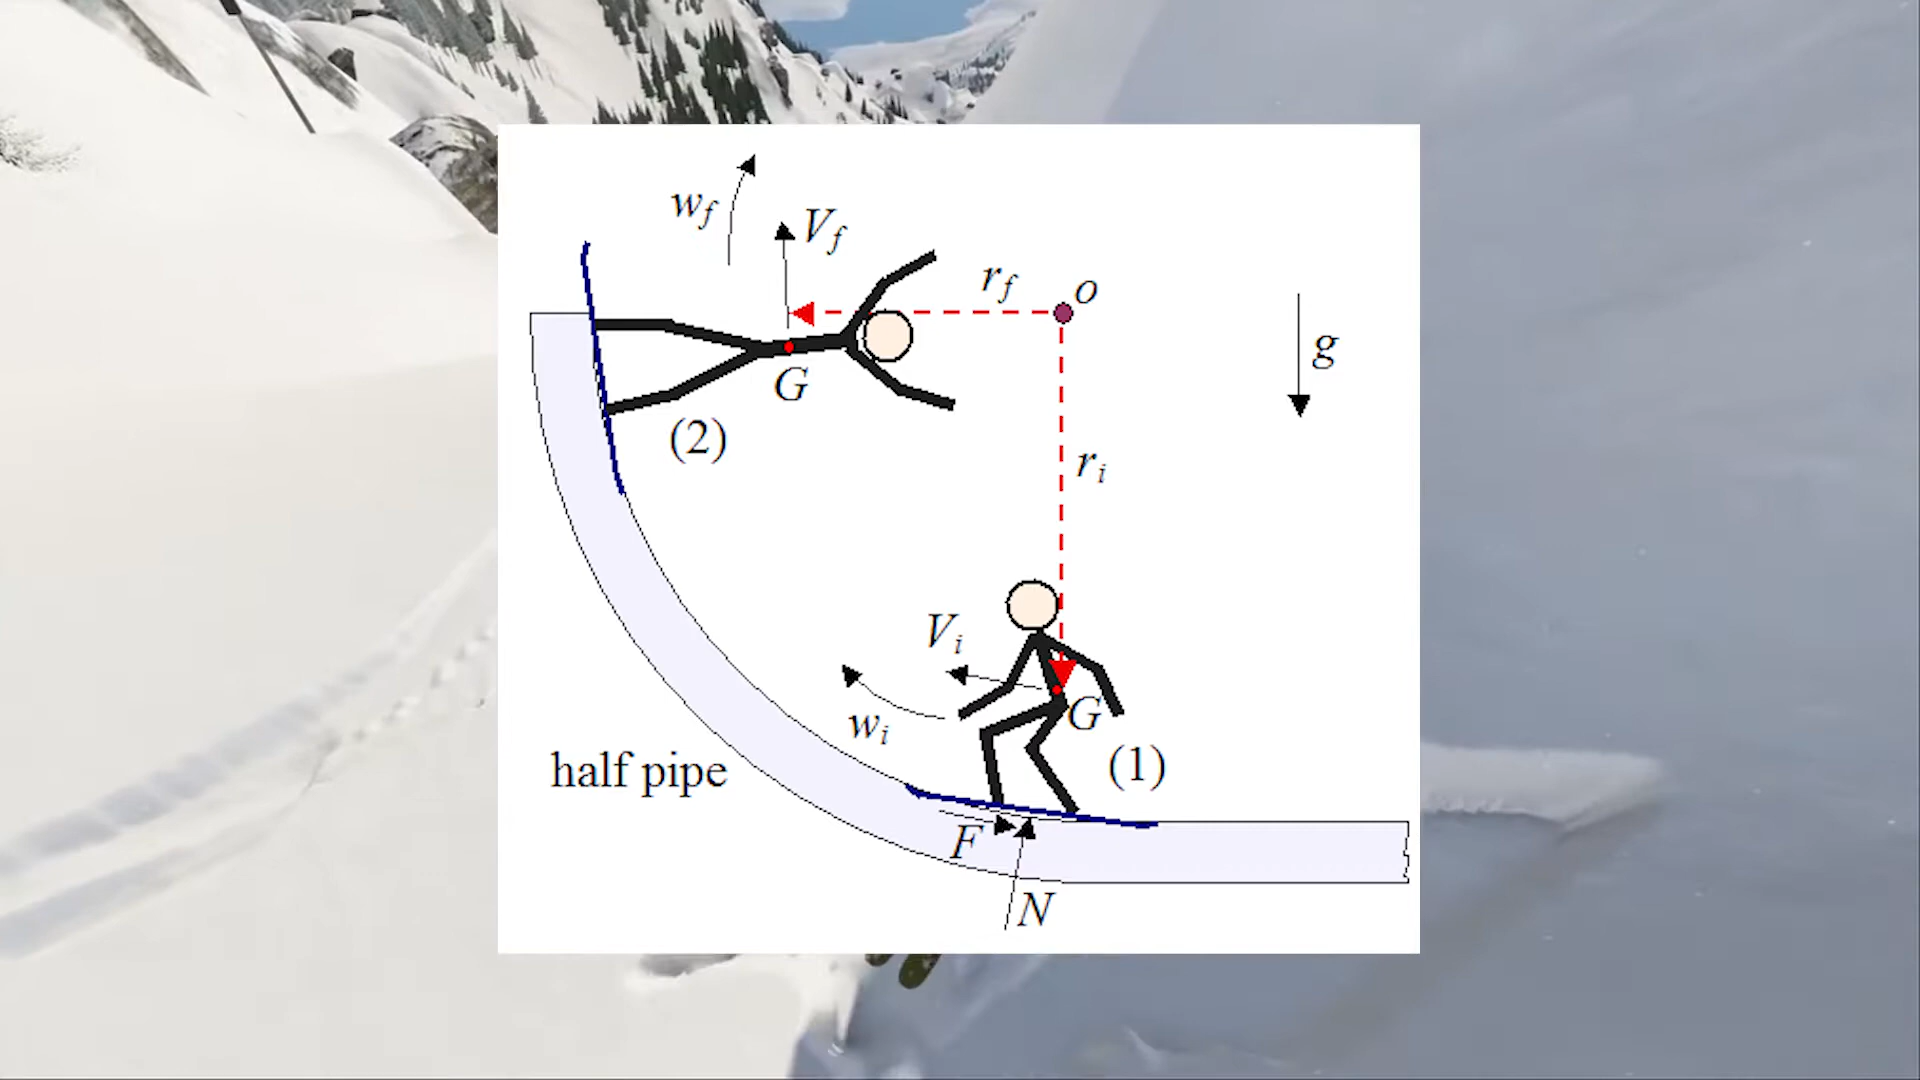 w_f
V_f
r_f
o
g
G
(2)
r_i
V_i
w_i
G
(1)
half pipe
F
N